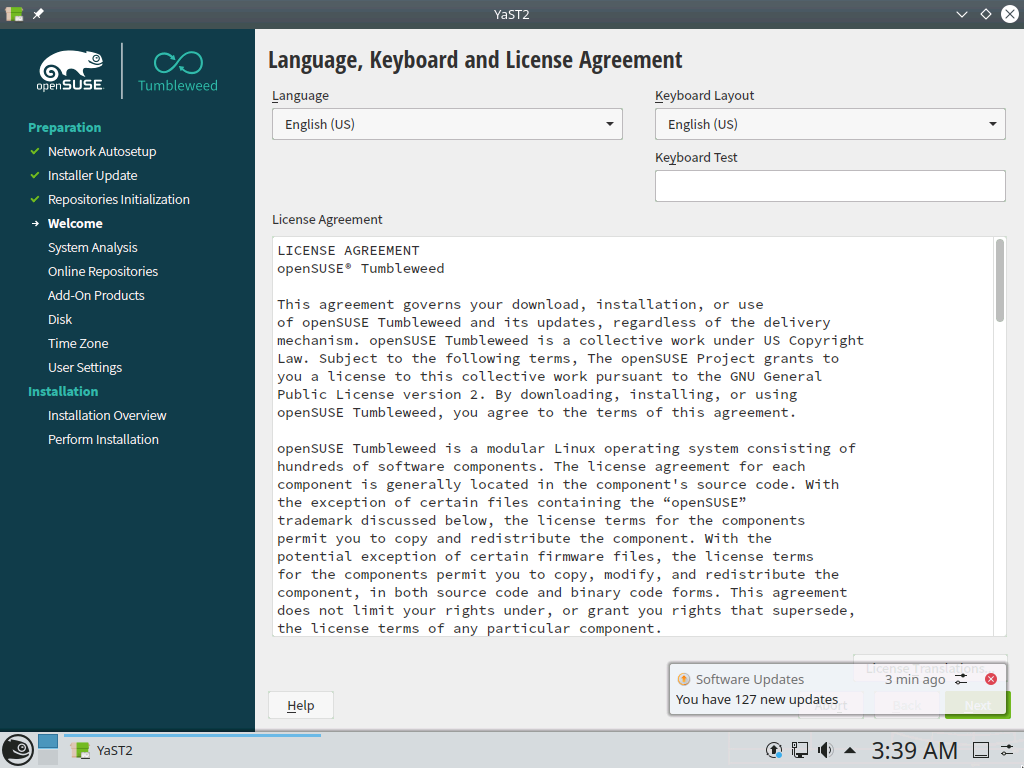 YaST2
openSUSE
Tumbleweed
Preparation
Network Autosetup
Installer Update
Repositories Initialization
Welcome
System Analysis
Online Repositories
Add-On Products
Disk
Time Zone
User Settings
Installation
Installation Overview
Perform Installation
Language, Keyboard and License Agreement
Language
Keyboard Layout
English (US)
English (US)
Keyboard Test
License Agreement
LICENSE AGREEMENT
openSUSE® Tumbleweed
This agreement governs your download, installation, or use
of openSUSE Tumbleweed and its updates, regardless of the delivery
mechanism. openSUSE Tumbleweed is a collective work under US Copyright
Law. Subject to the following terms, The openSUSE Project grants to
you a license to this collective work pursuant to the GNU General
Public License version 2. By downloading, installing, or using
openSUSE Tumbleweed, you agree to the terms of this agreement.
openSUSE Tumbleweed is a modular Linux operating system consisting of
hundreds of software components. The license agreement for each
component is generally located in the component's source code. With
the exception of certain files containing the “openSUSE”
trademark discussed below, the license terms for the components
permit you to copy and redistribute the component. With the
potential exception of certain firmware files, the license terms
for the components permit you to copy, modify, and redistribute the
component, in both source code and binary code forms. This agreement
does not limit your rights under, or grant you rights that supersede,
the license terms of any particular component.
License Translations...
Software Updates
3 min ago
You have 127 new updates
Help
Abort
Back
Next
YaST2
3:39 AM